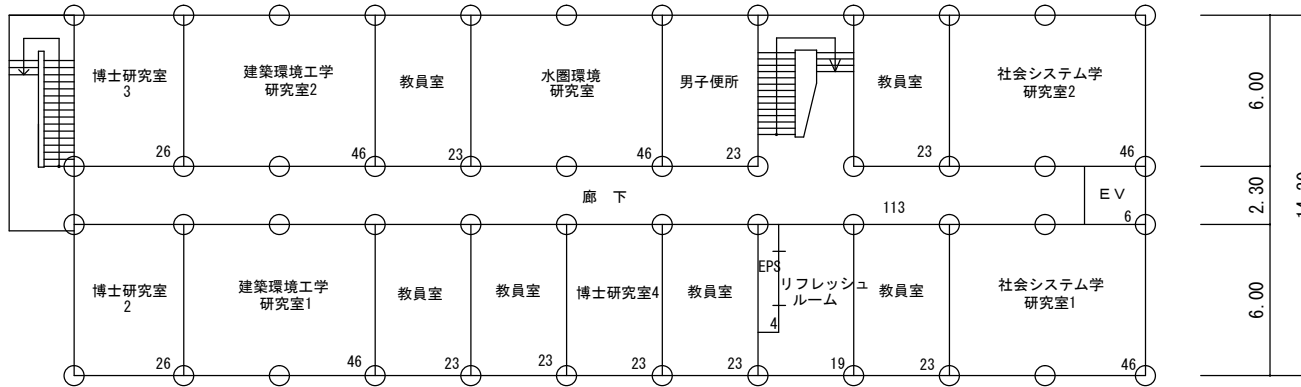 博士研究室
3
26
建築環境工学
研究室2
46
教員室
23
水圏環境
研究室
46
男子便所
23
教員室
23
社会システム学
研究室2
46
6.00
廊 下
113
EV
6
2.30
博士研究室
2
26
建築環境工学
研究室1
46
教員室
23
教員室
23
博士研究室4
23
教員室
23
EPS
4
リフレッシュ
ルーム
19
教員室
23
社会システム学
研究室1
46
6.00